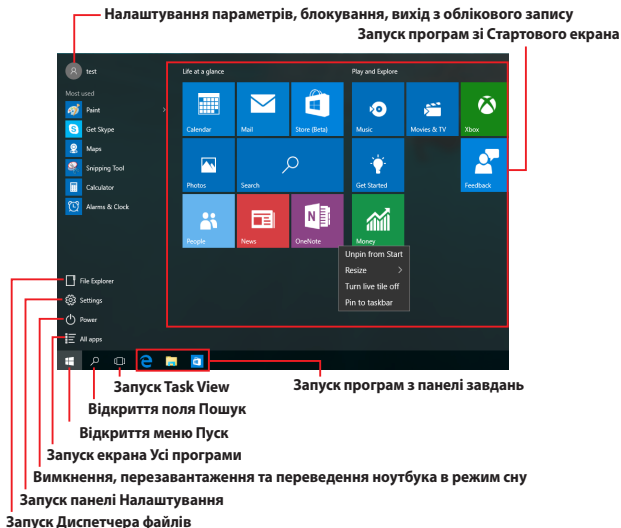 Налаштування параметрів, блокування, вихід з облікового запису
Запуск програм зі Стартового екрана
test
Life at a glance
Play and Explore
Most used
Paint
Get Skype
Maps
Snipping Tool
Calculator
Alarms & Clock
Calendar
Mail
Store (Beta)
Music
Movies & TV
Xbox
Photos
Search
Get Started
Feedback
People
News
OneNote
Money
Unpin from Start
Resize
Turn live tile off
Pin to taskbar
File Explorer
Settings
Power
All apps
Запуск Task View
Запуск програм з панелі завдань
Відкриття поля Пошук
Відкриття меню Пуск
Запуск екрана Усі програми
Вимкнення, перезавантаження та переведення ноутбука в режим сну
Запуск панелі Налаштування
Запуск Диспетчера файлів